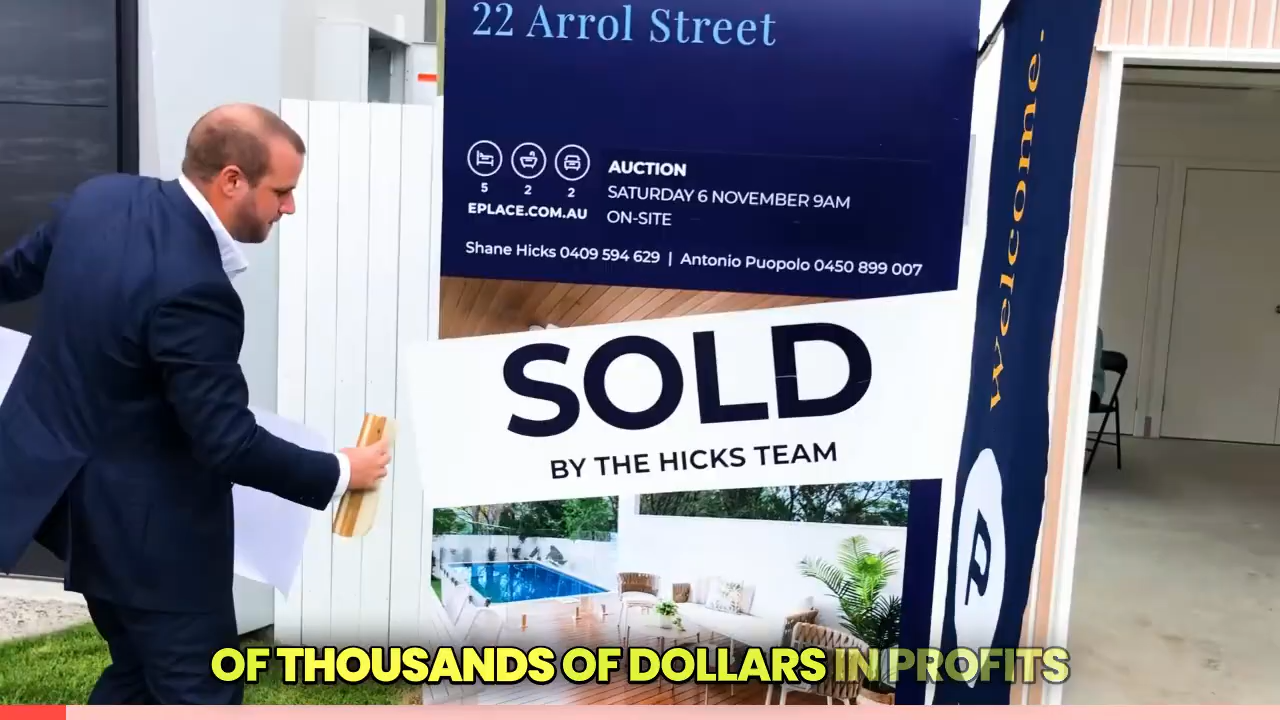 22 Arrol Street
5 2 2
EPLACE.COM.AU
AUCTION
SATURDAY 6 NOVEMBER 9AM
ON-SITE
Shane Hicks 0409 594 629 | Antonio Puopolo 0450 899 007
SOLD
BY THE HICKS TEAM
welcome.
P
OF THOUSANDS OF DOLLARS IN PROFITS